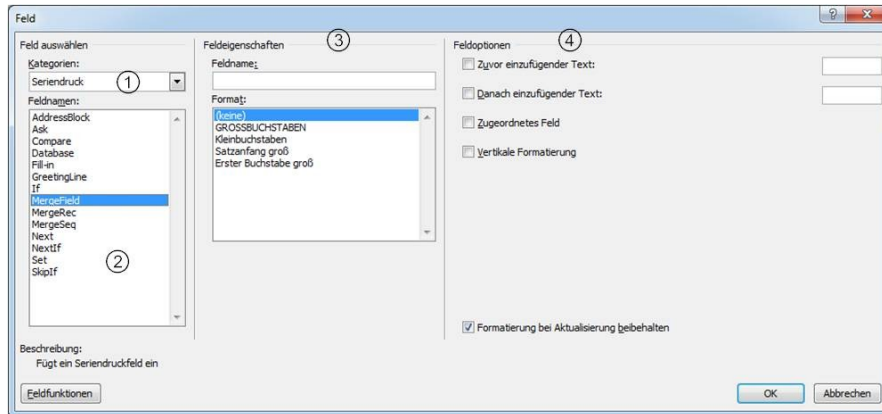 Feld
Feld auswählen
Kategorien:
Seriendruck
1
Feldnamen:
AddressBlock
Ask
Compare
Database
Fill-in
GreetingLine
If
MergeField
MergeRec
MergeSeq
Next
NextIf
Set
SkipIf
2
Beschreibung:
Fügt ein Seriendruckfeld ein
Feldfunktionen
Feldeigenschaften
3
Feldname:
Format:
(keine)
GROSSBUCHSTABEN
Kleinbuchstaben
Satzanfang groß
Erster Buchstabe groß
Feldoptionen
4
Zuvor einzufügender Text:
Danach einzufügender Text:
Zugeordnetes Feld
Vertikale Formatierung
Formatierung bei Aktualisierung beibehalten
OK
Abbrechen